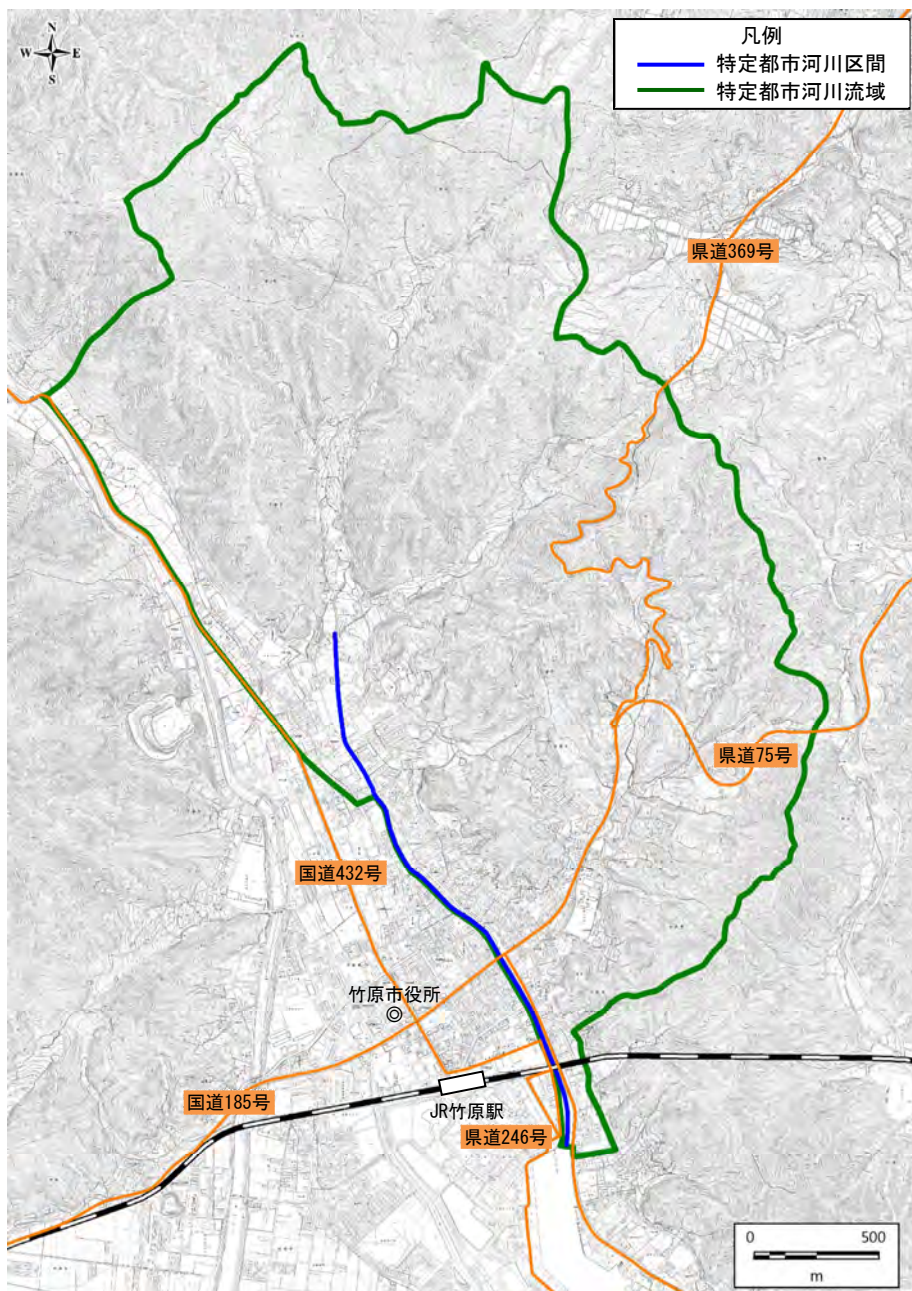 N
W E
S
凡例
特定都市河川区間
特定都市河川流域
県道369号
県道75号
国道432号
竹原市役所
国道185号
JR竹原駅
県道246号
0 500
m